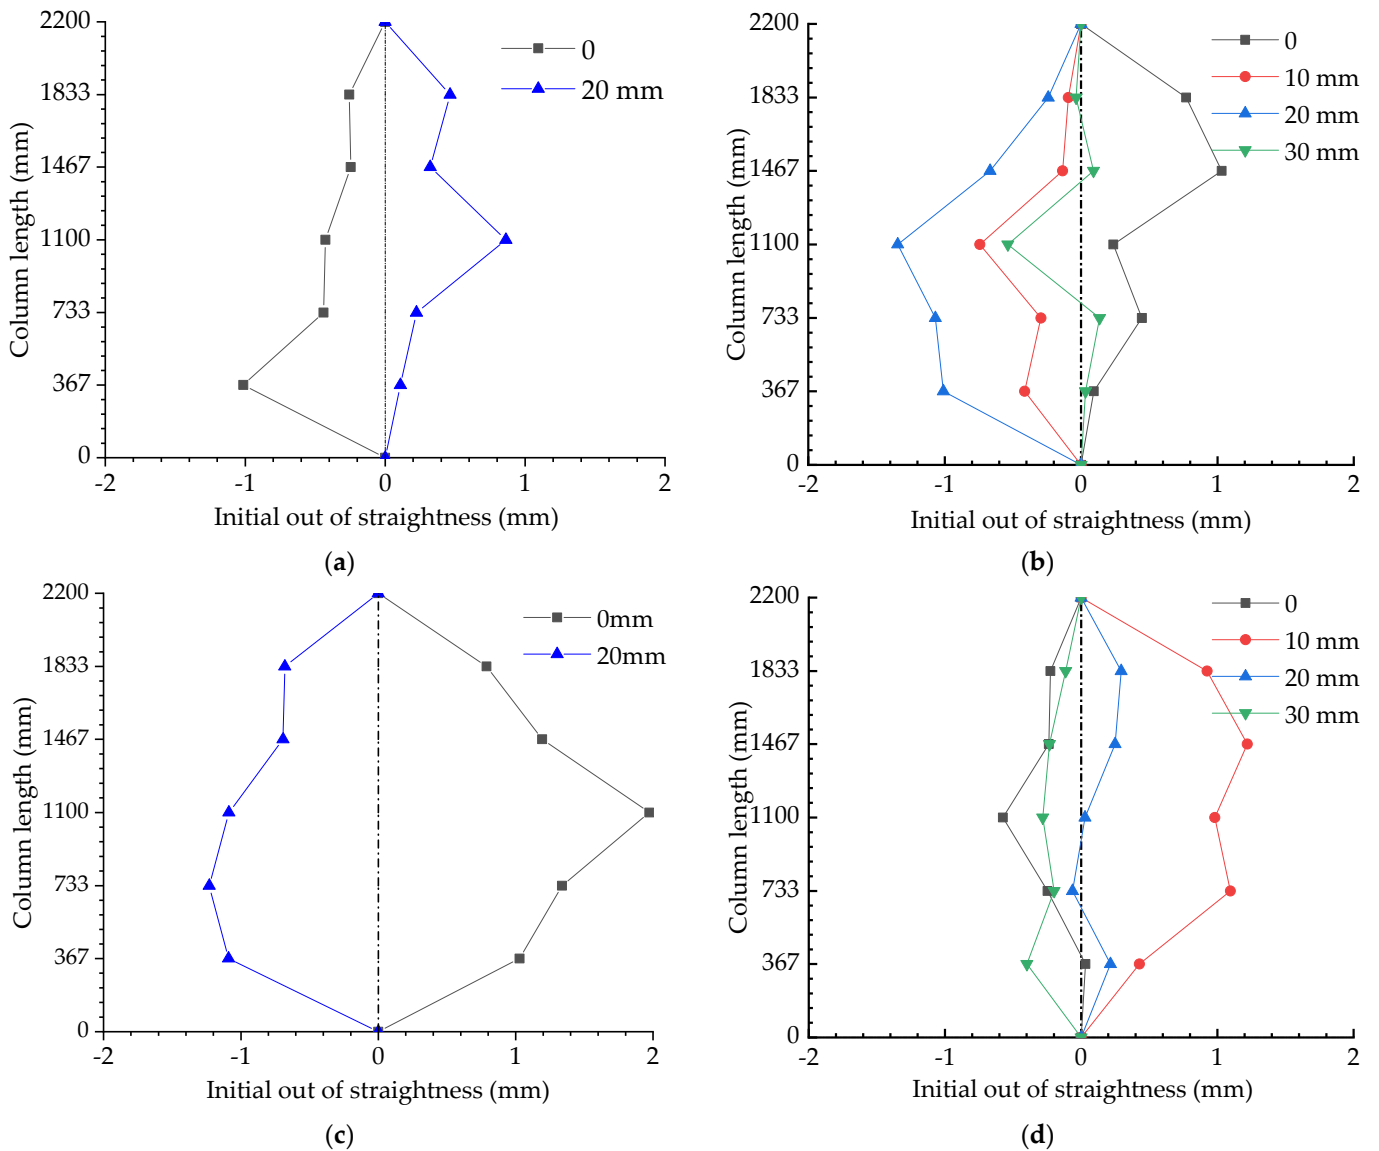 2200
1833
1467
1100
733
367
0
-2 -1 0 1 2
Column length (mm)
Initial out of straightness (mm)
0
20 mm
(a)
2200
1833
1467
1100
733
367
0
-2 -1 0 1 2
Column length (mm)
Initial out of straightness (mm)
0
10 mm
20 mm
30 mm
(b)
2200
1833
1467
1100
733
367
0
-2 -1 0 1 2
Column length (mm)
Initial out of straightness (mm)
0mm
20mm
(c)
2200
1833
1467
1100
733
367
0
-2 -1 0 1 2
Column length (mm)
Initial out of straightness (mm)
0
10 mm
20 mm
30 mm
(d)